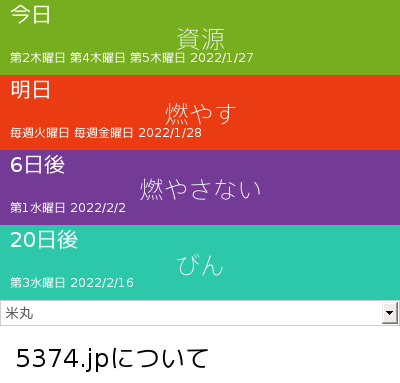 今日
資源
第2木曜日 第4木曜日 第5木曜日 2022/1/27
明日
燃やす
毎週火曜日 毎週金曜日 2022/1/28
6日後
燃やさない
第1水曜日 2022/2/2
20日後
びん
第3水曜日 2022/2/16
米丸
5374.jpについて